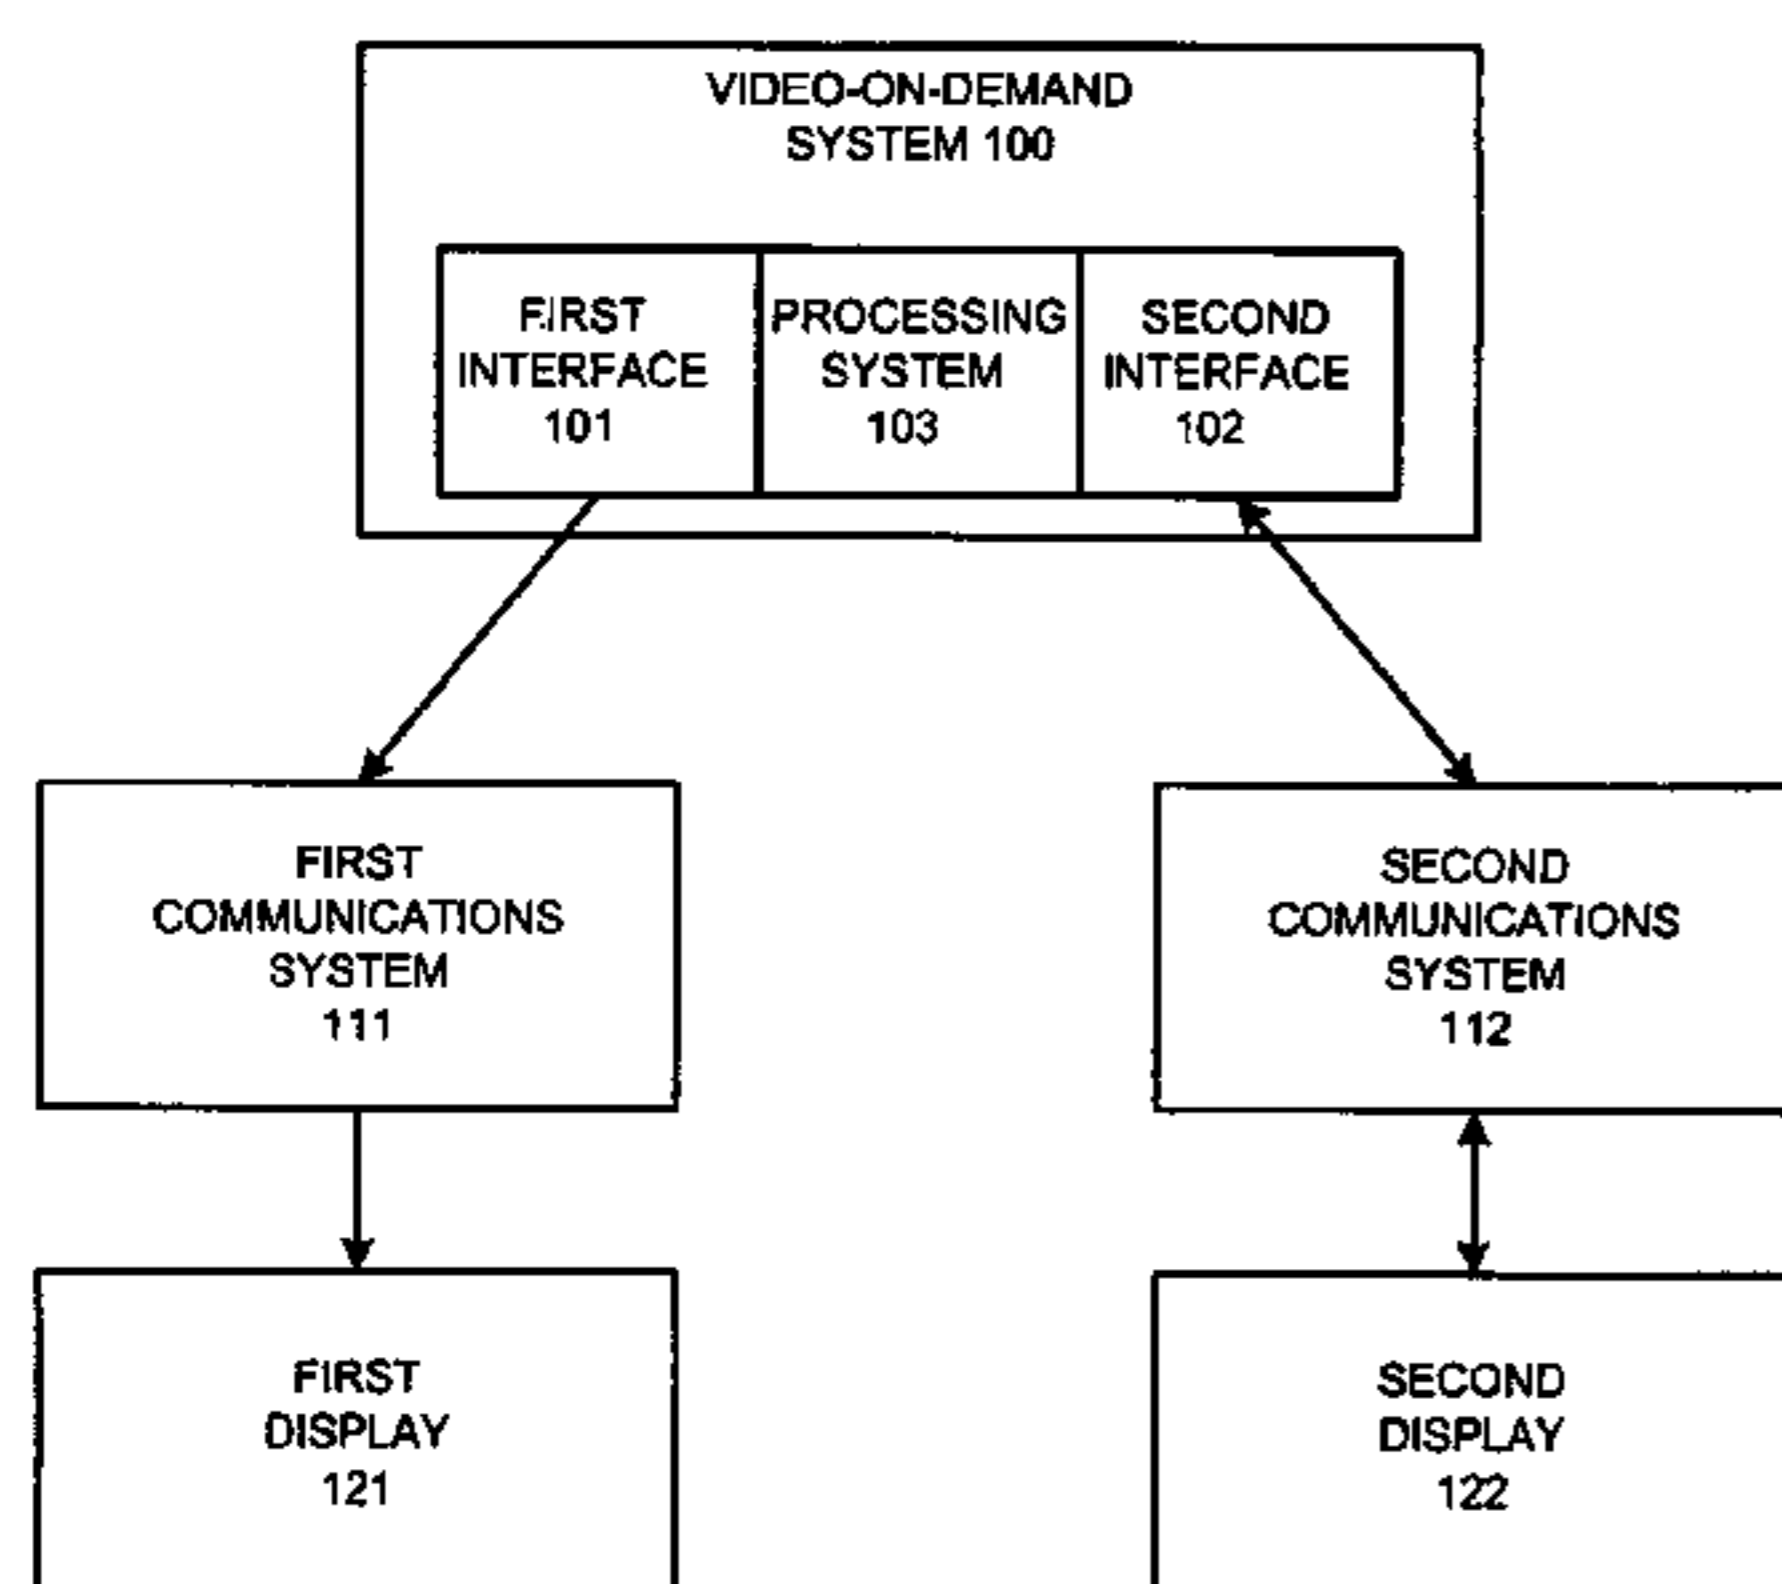 VIDEO-ON-DEMAND
SYSTEM 100
FIRST
INTERFACE
101
PROCESSING
SYSTEM
103
SECOND
INTERFACE
102
FIRST
COMMUNICATIONS
SYSTEM
111
SECOND
COMMUNICATIONS
SYSTEM
112
FIRST
DISPLAY
121
SECOND
DISPLAY
122